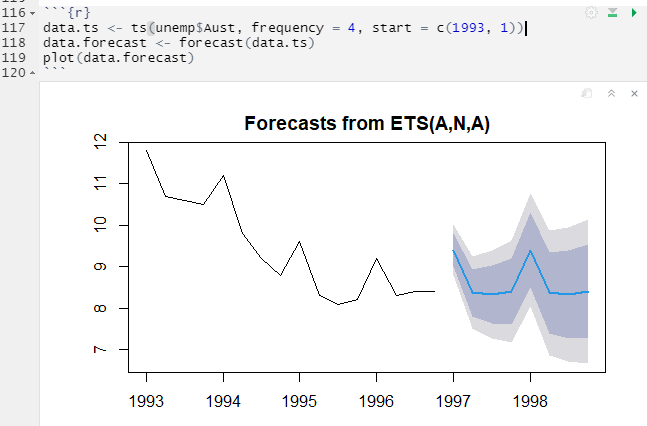 116 ```{r}
117 data.ts <- ts(unemp$Aust, frequency = 4, start = c(1993, 1))
118 data.forecast <- forecast(data.ts)
119 plot(data.forecast)
120 ```
Forecasts from ETS(A,N,A)
12
11
10
9
8
7
1993 1994 1995 1996 1997 1998